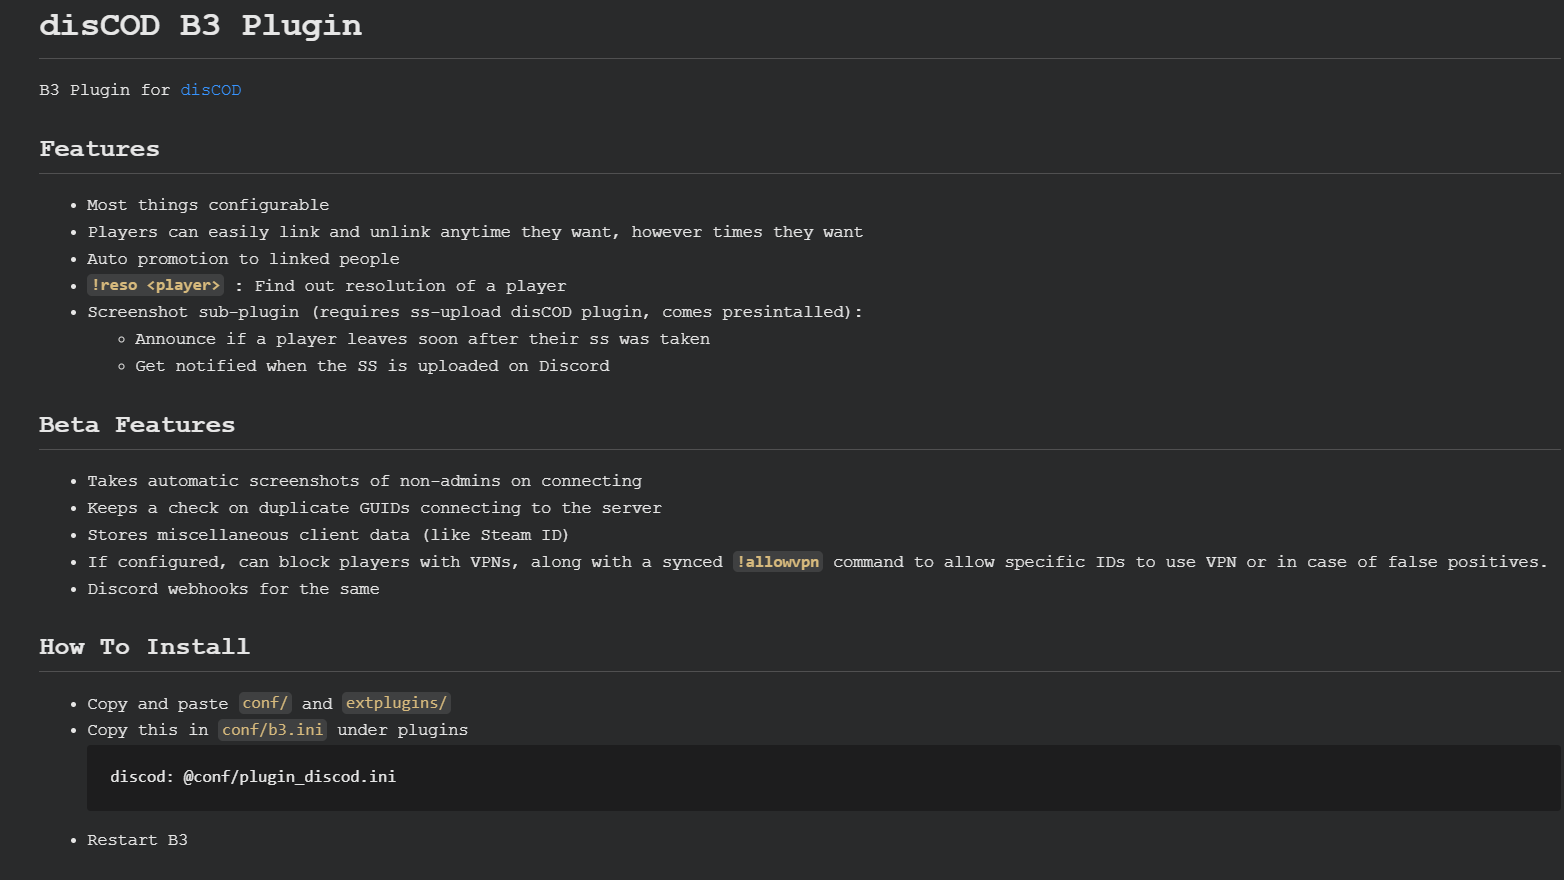 disCOD B3 Plugin
B3 Plugin for disCOD
Features
Most things configurable
Players can easily link and unlink anytime they want, however times they want
Auto promotion to linked people
!reso <player> : Find out resolution of a player
Screenshot sub-plugin (requires ss-upload disCOD plugin, comes presintalled):
Announce if a player leaves soon after their ss was taken
Get notified when the SS is uploaded on Discord
Beta Features
Takes automatic screenshots of non-admins on connecting
Keeps a check on duplicate GUIDs connecting to the server
Stores miscellaneous client data (like Steam ID)
If configured, can block players with VPNs, along with a synced !allowvpn command to allow specific IDs to use VPN or in case of false positives.
Discord webhooks for the same
How To Install
Copy and paste conf/ and extplugins/
Copy this in conf/b3.ini under plugins
discod: @conf/plugin_discod.ini
Restart B3